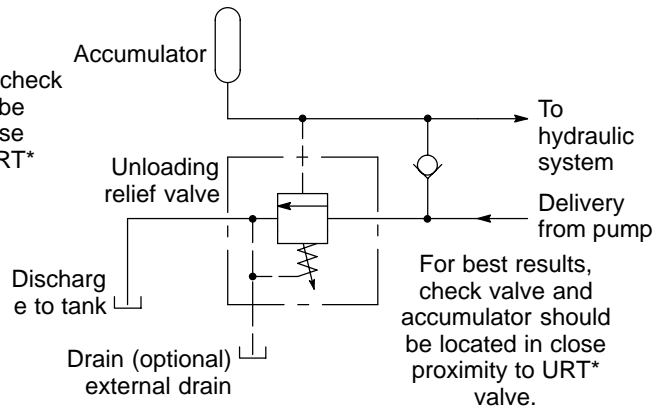 Accumulator
check
be
se
RT*
To
hydraulic
system
Unloading
relief valve
Delivery
from pump
Discharg
e to tank
For best results,
check valve and
accumulator should
be located in close
proximity to URT*
valve.
Drain (optional)
external drain